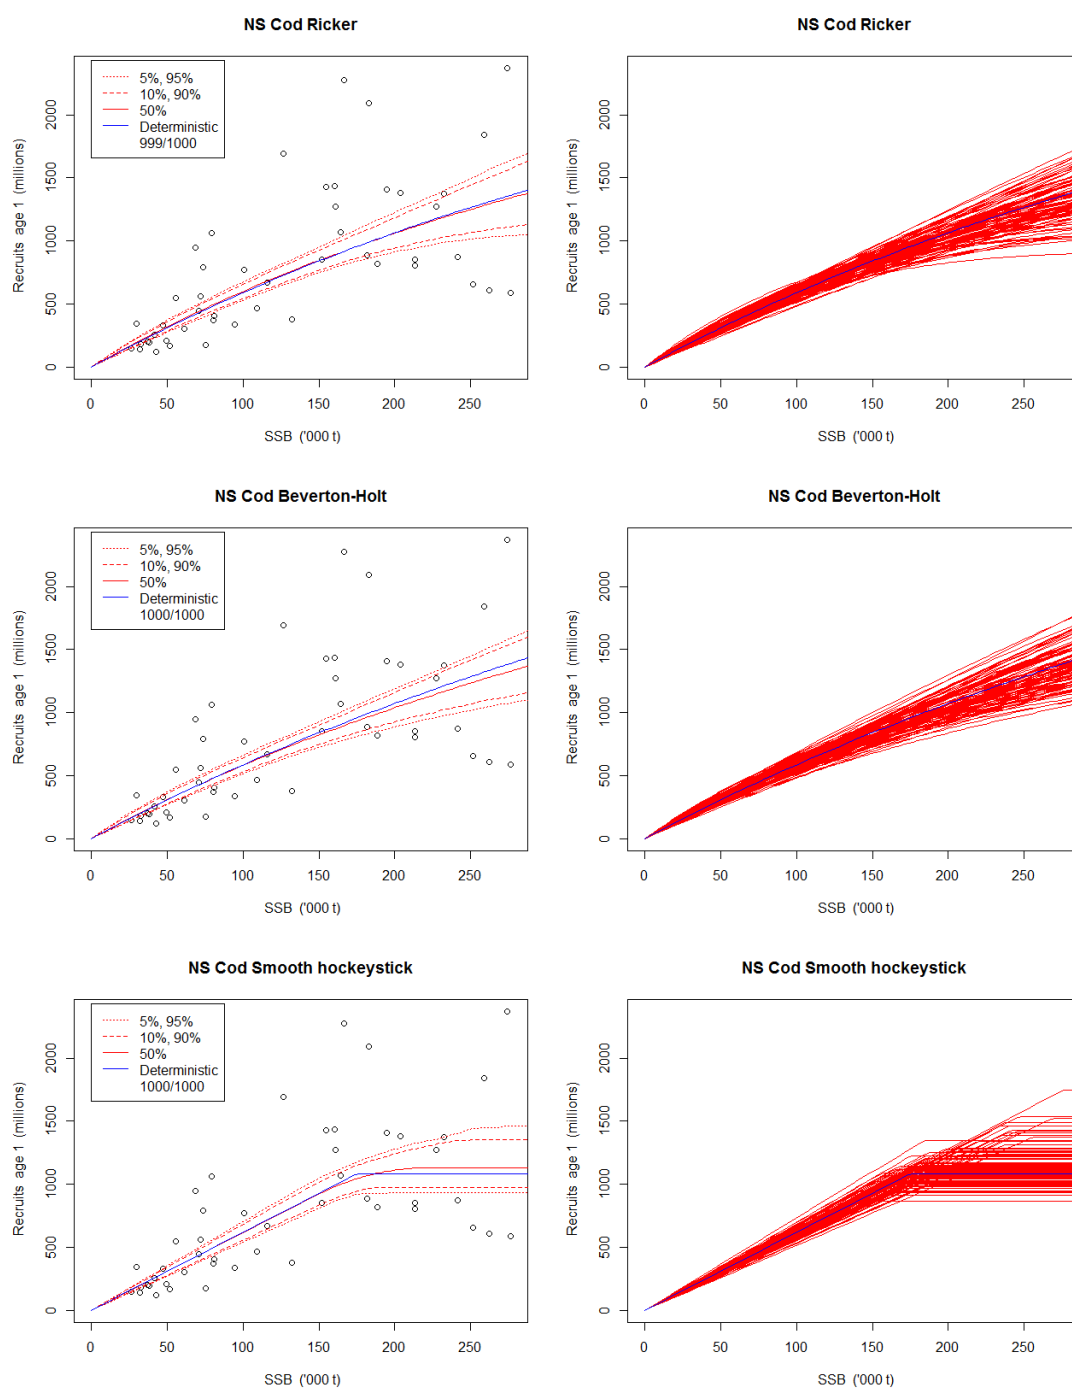 NS Cod Ricker
5%, 95%
10%, 90%
50%
Deterministic
999/1000
Recruits age 1 (millions)
0 500 1000 1500 2000
0 50 100 150 200 250
SSB ('000 t)
NS Cod Ricker
Recruits age 1 (millions)
0 500 1000 1500 2000
0 50 100 150 200 250
SSB ('000 t)
NS Cod Beverton-Holt
5%, 95%
10%, 90%
50%
Deterministic
1000/1000
Recruits age 1 (millions)
0 500 1000 1500 2000
0 50 100 150 200 250
SSB ('000 t)
NS Cod Beverton-Holt
Recruits age 1 (millions)
0 500 1000 1500 2000
0 50 100 150 200 250
SSB ('000 t)
NS Cod Smooth hockeystick
5%, 95%
10%, 90%
50%
Deterministic
1000/1000
Recruits age 1 (millions)
0 500 1000 1500 2000
0 50 100 150 200 250
SSB ('000 t)
NS Cod Smooth hockeystick
Recruits age 1 (millions)
0 500 1000 1500 2000
0 50 100 150 200 250
SSB ('000 t)